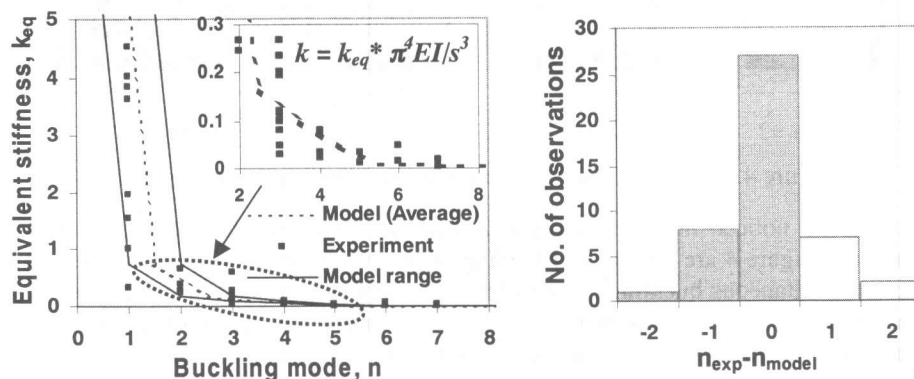 Equivalent stiffness, k_eq
5
4
3
2
1
0
0 1 2 3 4 5 6 7 8
Buckling mode, n
0.3
0.2
0.1
0
2 4 6 8
k = k_eq* π⁴EI/s³
Model (Average)
Experiment
Model range
No. of observations
30
25
20
15
10
5
0
-2 -1 0 1 2
n_exp-n_model